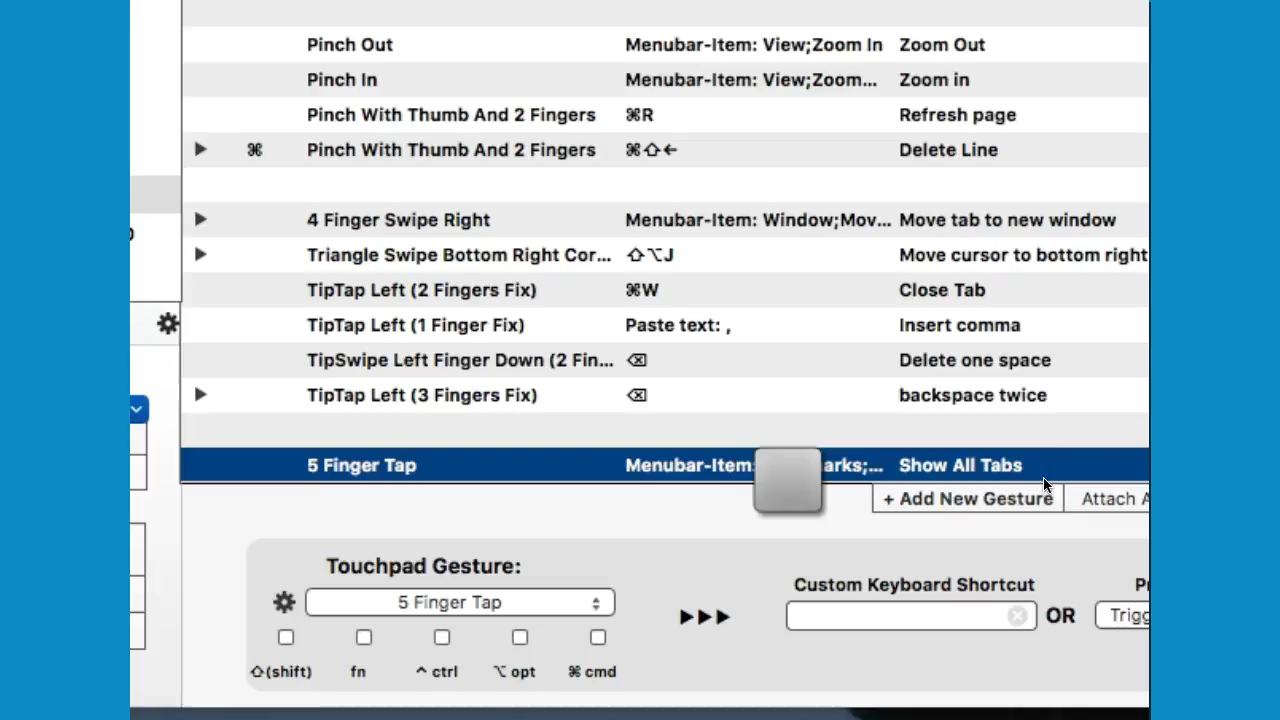 Pinch Out Menubar-Item: View;Zoom In Zoom Out
Pinch In Menubar-Item: View;Zoom... Zoom in
Pinch With Thumb And 2 Fingers ⌘R Refresh page
⌘ Pinch With Thumb And 2 Fingers ⌘⇧← Delete Line
4 Finger Swipe Right Menubar-Item: Window;Mov... Move tab to new window
Triangle Swipe Bottom Right Cor... ⇧⌥J Move cursor to bottom right
TipTap Left (2 Fingers Fix) ⌘W Close Tab
TipTap Left (1 Finger Fix) Paste text: , Insert comma
TipSwipe Left Finger Down (2 Fin... ⌫ Delete one space
TipTap Left (3 Fingers Fix) ⌫ backspace twice
5 Finger Tap Menubar-Item: arks;... Show All Tabs
+ Add New Gesture Attach A
Touchpad Gesture:
Custom Keyboard Shortcut
5 Finger Tap
OR
Trigg
⇧(shift) fn ^ ctrl ⌥ opt ⌘ cmd